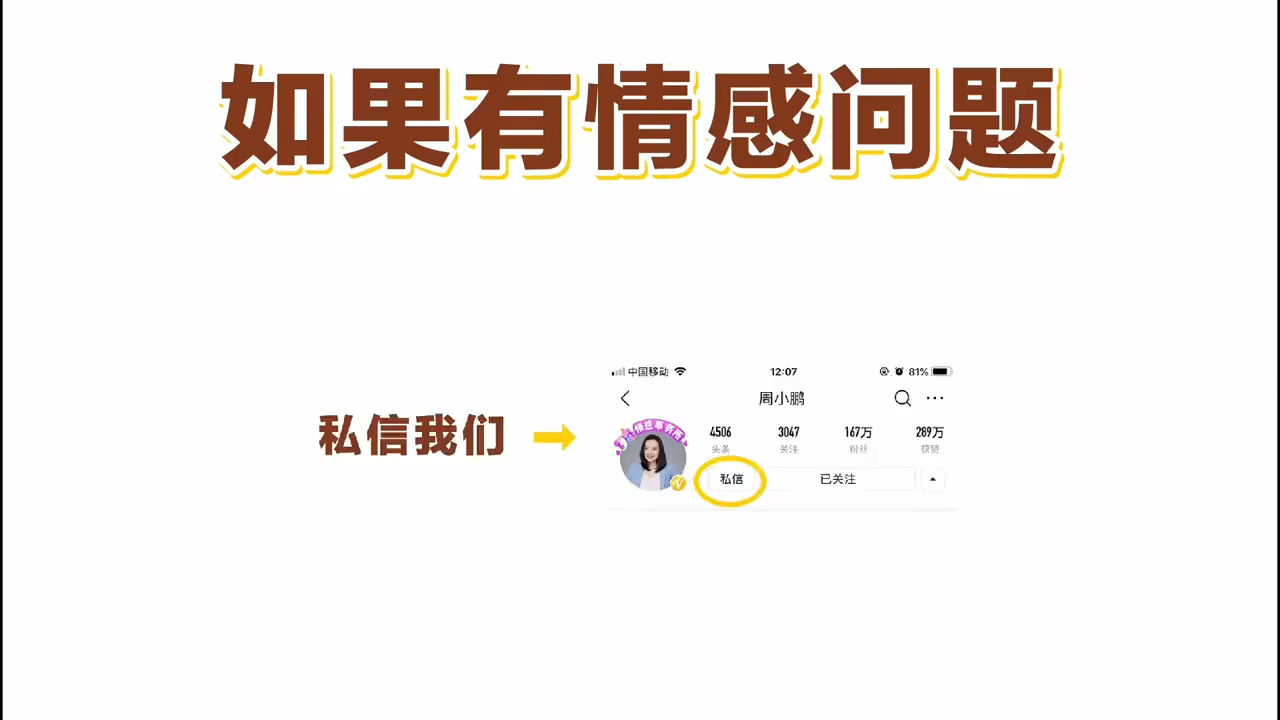 如果有情感问题
中国移动 12:07 81%
周小鹏
私信我们
4506 3047 167万 289万
头条 关注 粉丝 获赞
私信 已关注